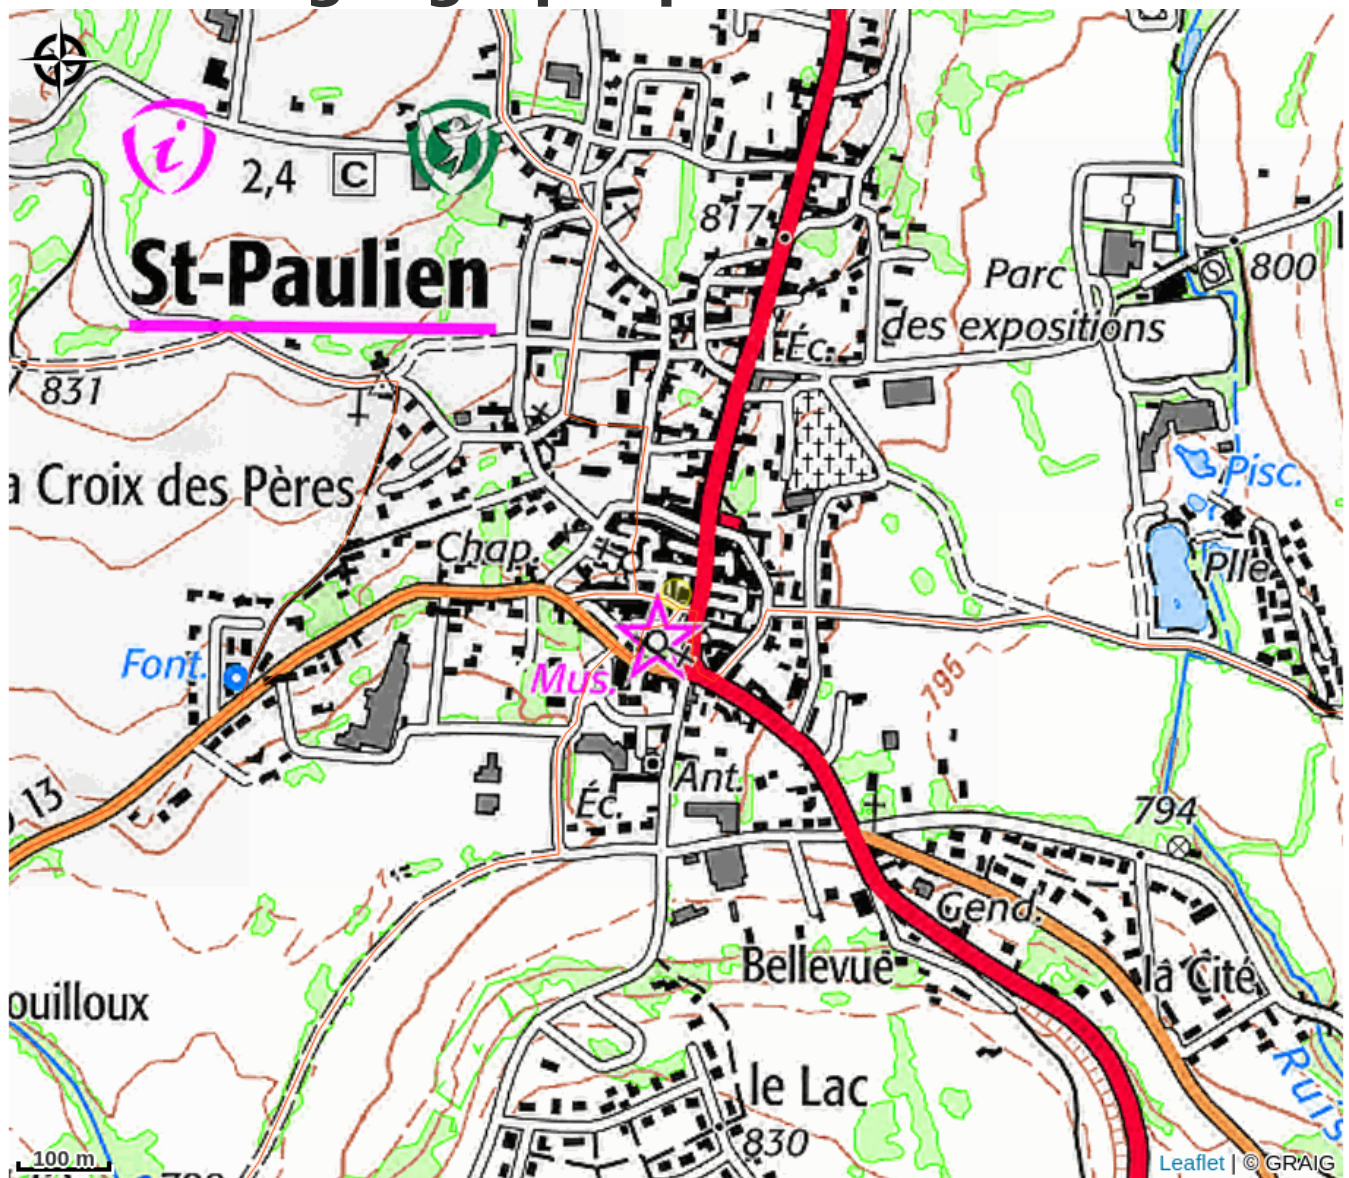 2,4 C
817
St-Paulien
Parc
des expositions
800
Éc.
831
a Croix des Pères
Pisc.
Chap.
Plle
Font.
Mus.
795
13
Ant.
Éc.
794
Gend.
Bellevue
la Cité
ouilloux
le Lac
830
Ruis
100 m
Leaflet | © GRAIG